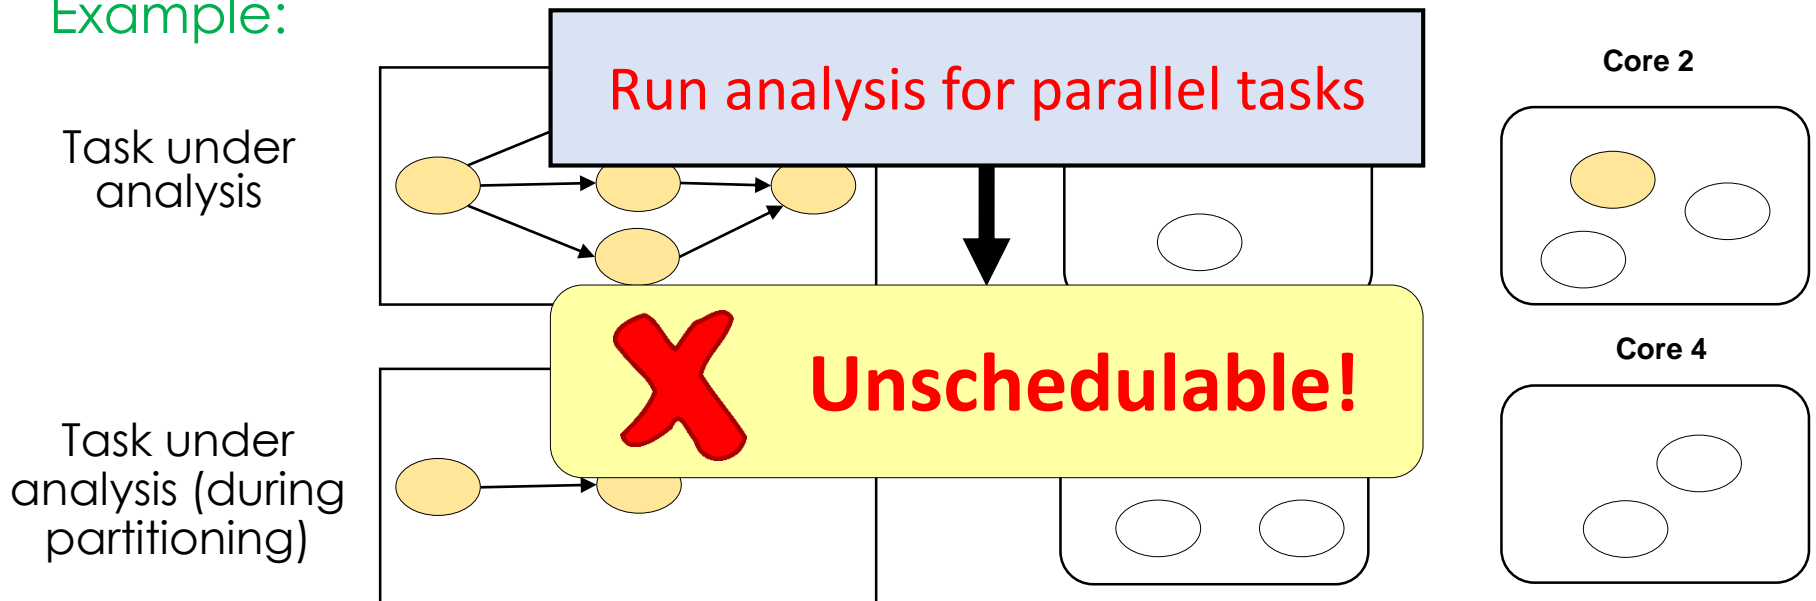 Example:
Run analysis for parallel tasks
Core 2
Task under
analysis
Unschedulable!
Core 4
Task under
analysis (during
partitioning)